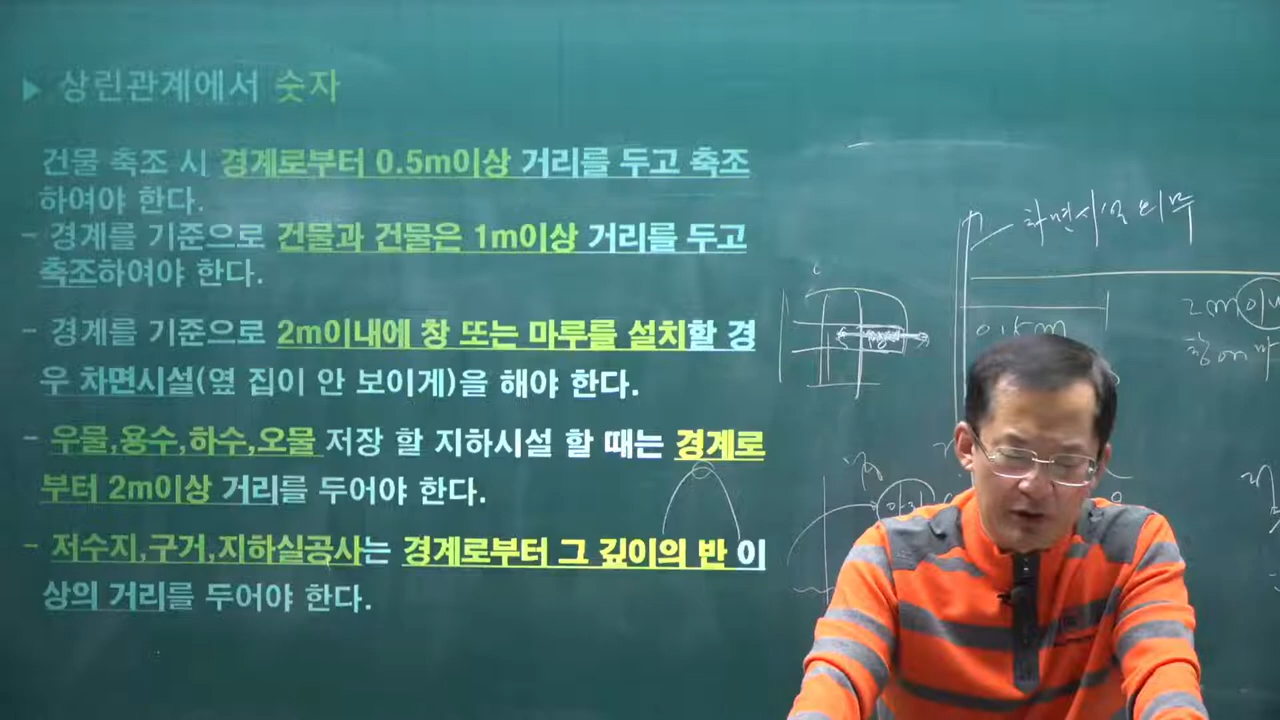 ▶ 상린관계에서 숫자
건물 축조 시 경계로부터 0.5m이상 거리를 두고 축조
하여야 한다.
- 경계를 기준으로 건물과 건물은 1m이상 거리를 두고
축조하여야 한다.
- 경계를 기준으로 2m이내에 창 또는 마루를 설치할 경
우 차면시설(옆 집이 안 보이게)을 해야 한다.
- 우물,용수,하수,오물 저장 할 지하시설 할 때는 경계로
부터 2m이상 거리를 두어야 한다.
- 저수지,구거,지하실공사는 경계로부터 그 깊이의 반 이
상의 거리를 두어야 한다.
차면시설의무